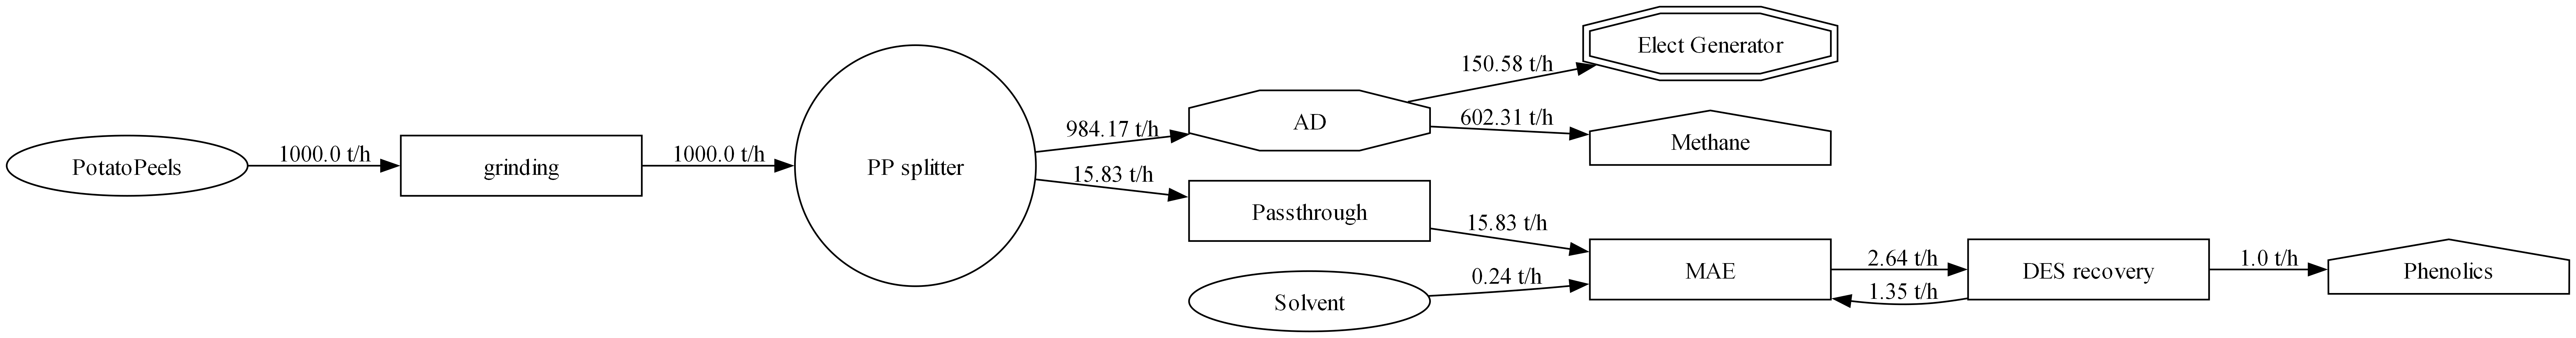 PotatoPeels
1000.0 t/h
grinding
1000.0 t/h
PP splitter
984.17 t/h
15.83 t/h
AD
Passthrough
Solvent
150.58 t/h
602.31 t/h
15.83 t/h
0.24 t/h
Elect Generator
Methane
MAE
2.64 t/h
1.35 t/h
DES recovery
1.0 t/h
Phenolics